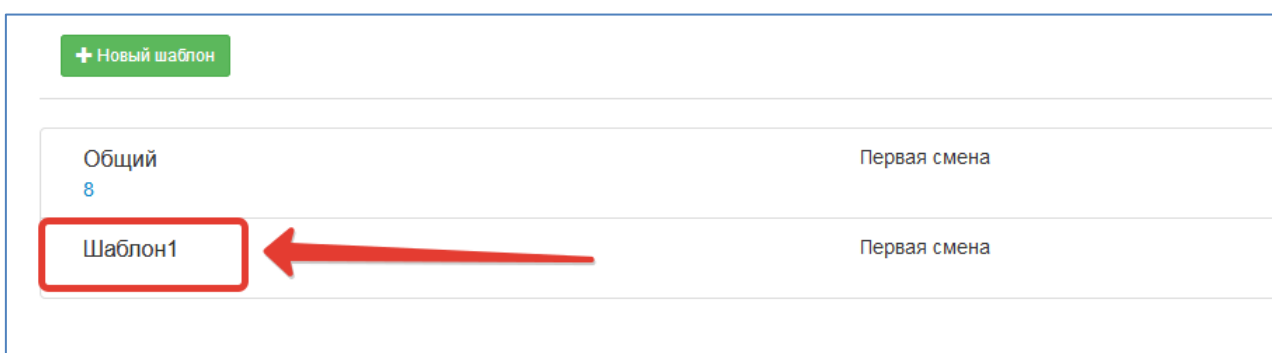 Новый шаблон
Общий
Первая смена
8
Шаблон1
Первая смена